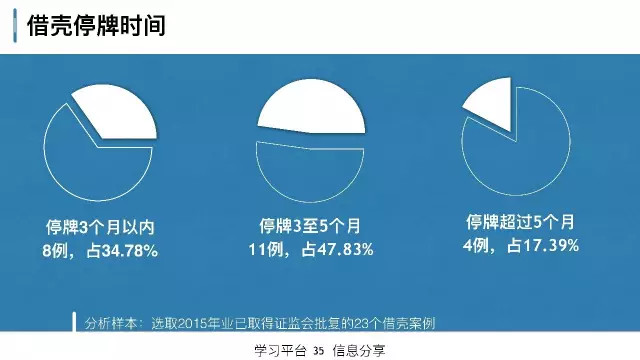 借壳停牌时间
停牌3个月以内
8例，占34.78%
停牌3至5个月
11例，占47.83%
停牌超过5个月
4例，占17.39%
分析样本：选取2015年业已取得证监会批复的23个借壳案例
学习平台 35 信息分享